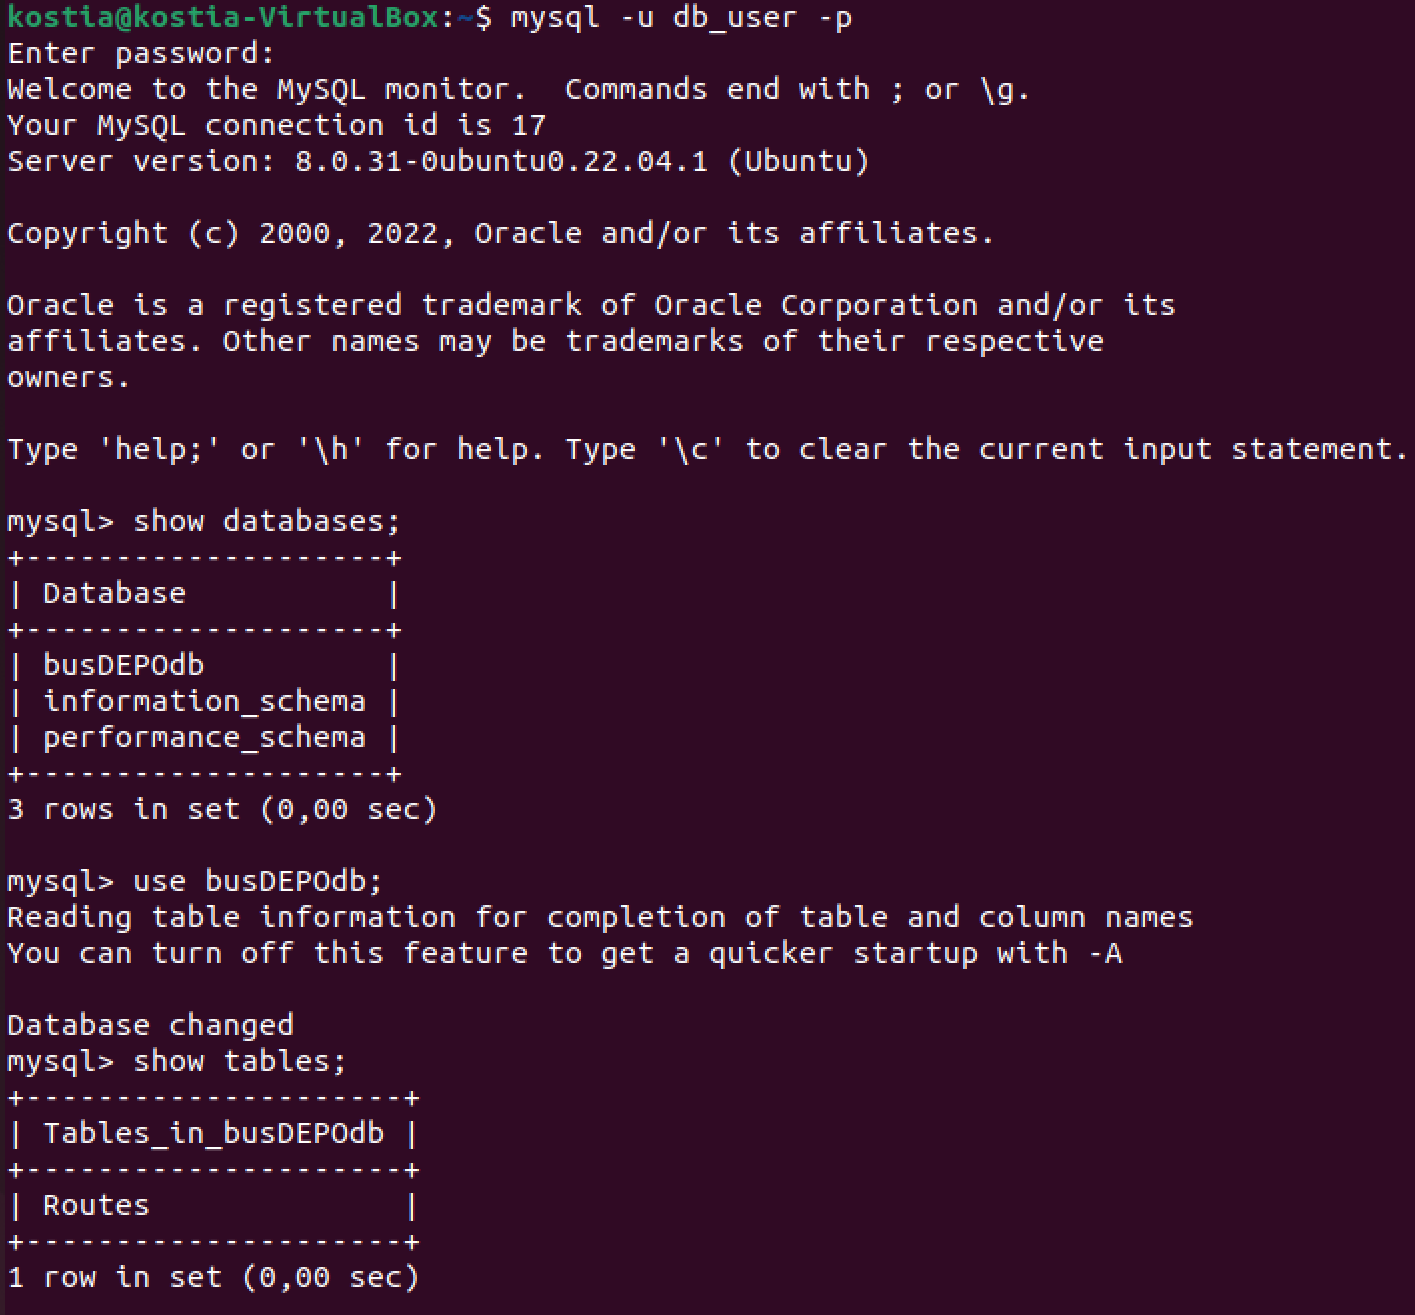 kostia@kostia-VirtualBox:~$ mysql -u db_user -p
Enter password:
Welcome to the MySQL monitor.  Commands end with ; or \g.
Your MySQL connection id is 17
Server version: 8.0.31-0ubuntu0.22.04.1 (Ubuntu)

Copyright (c) 2000, 2022, Oracle and/or its affiliates.

Oracle is a registered trademark of Oracle Corporation and/or its
affiliates. Other names may be trademarks of their respective
owners.

Type 'help;' or '\h' for help. Type '\c' to clear the current input statement.

mysql> show databases;
+--------------------+
| Database           |
+--------------------+
| busDEPOdb          |
| information_schema |
| performance_schema |
+--------------------+
3 rows in set (0,00 sec)

mysql> use busDEPOdb;
Reading table information for completion of table and column names
You can turn off this feature to get a quicker startup with -A

Database changed
mysql> show tables;
+---------------------+
| Tables_in_busDEPOdb |
+---------------------+
| Routes              |
+---------------------+
1 row in set (0,00 sec)